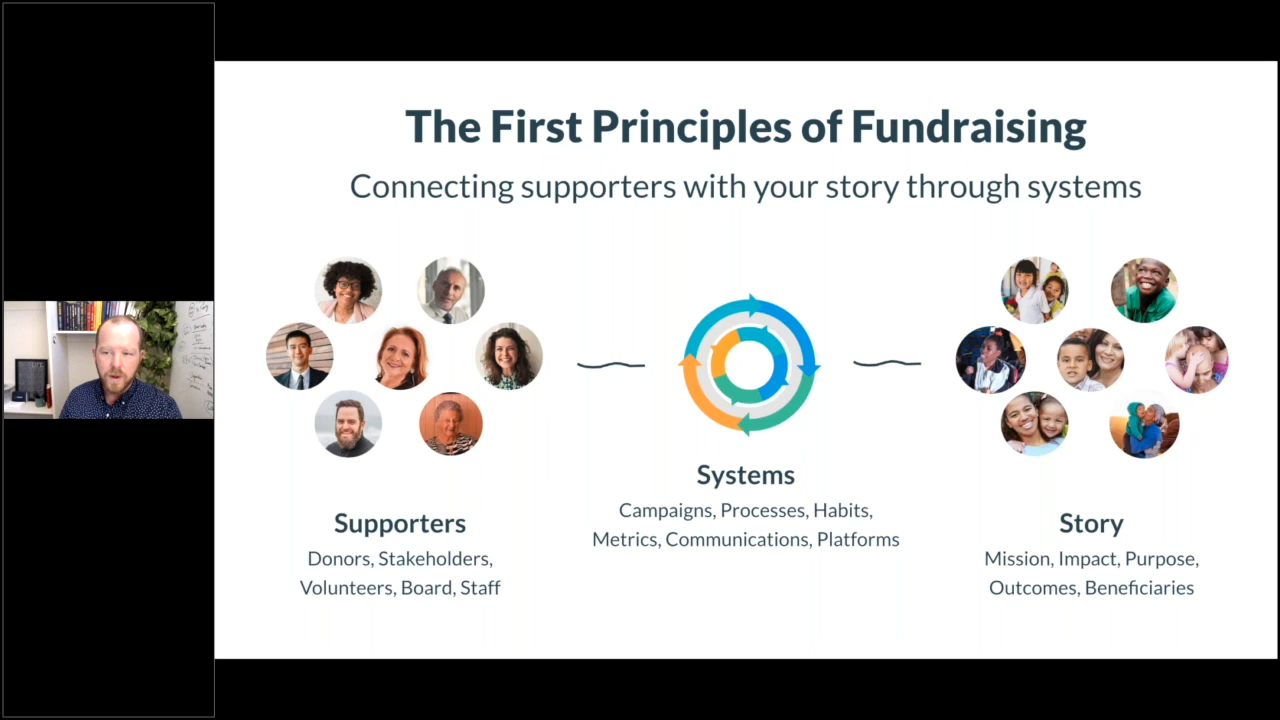 The First Principles of Fundraising
Connecting supporters with your story through systems
Systems
Campaigns, Processes, Habits,
Metrics, Communications, Platforms
Supporters
Donors, Stakeholders,
Volunteers, Board, Staff
Story
Mission, Impact, Purpose,
Outcomes, Beneficiaries